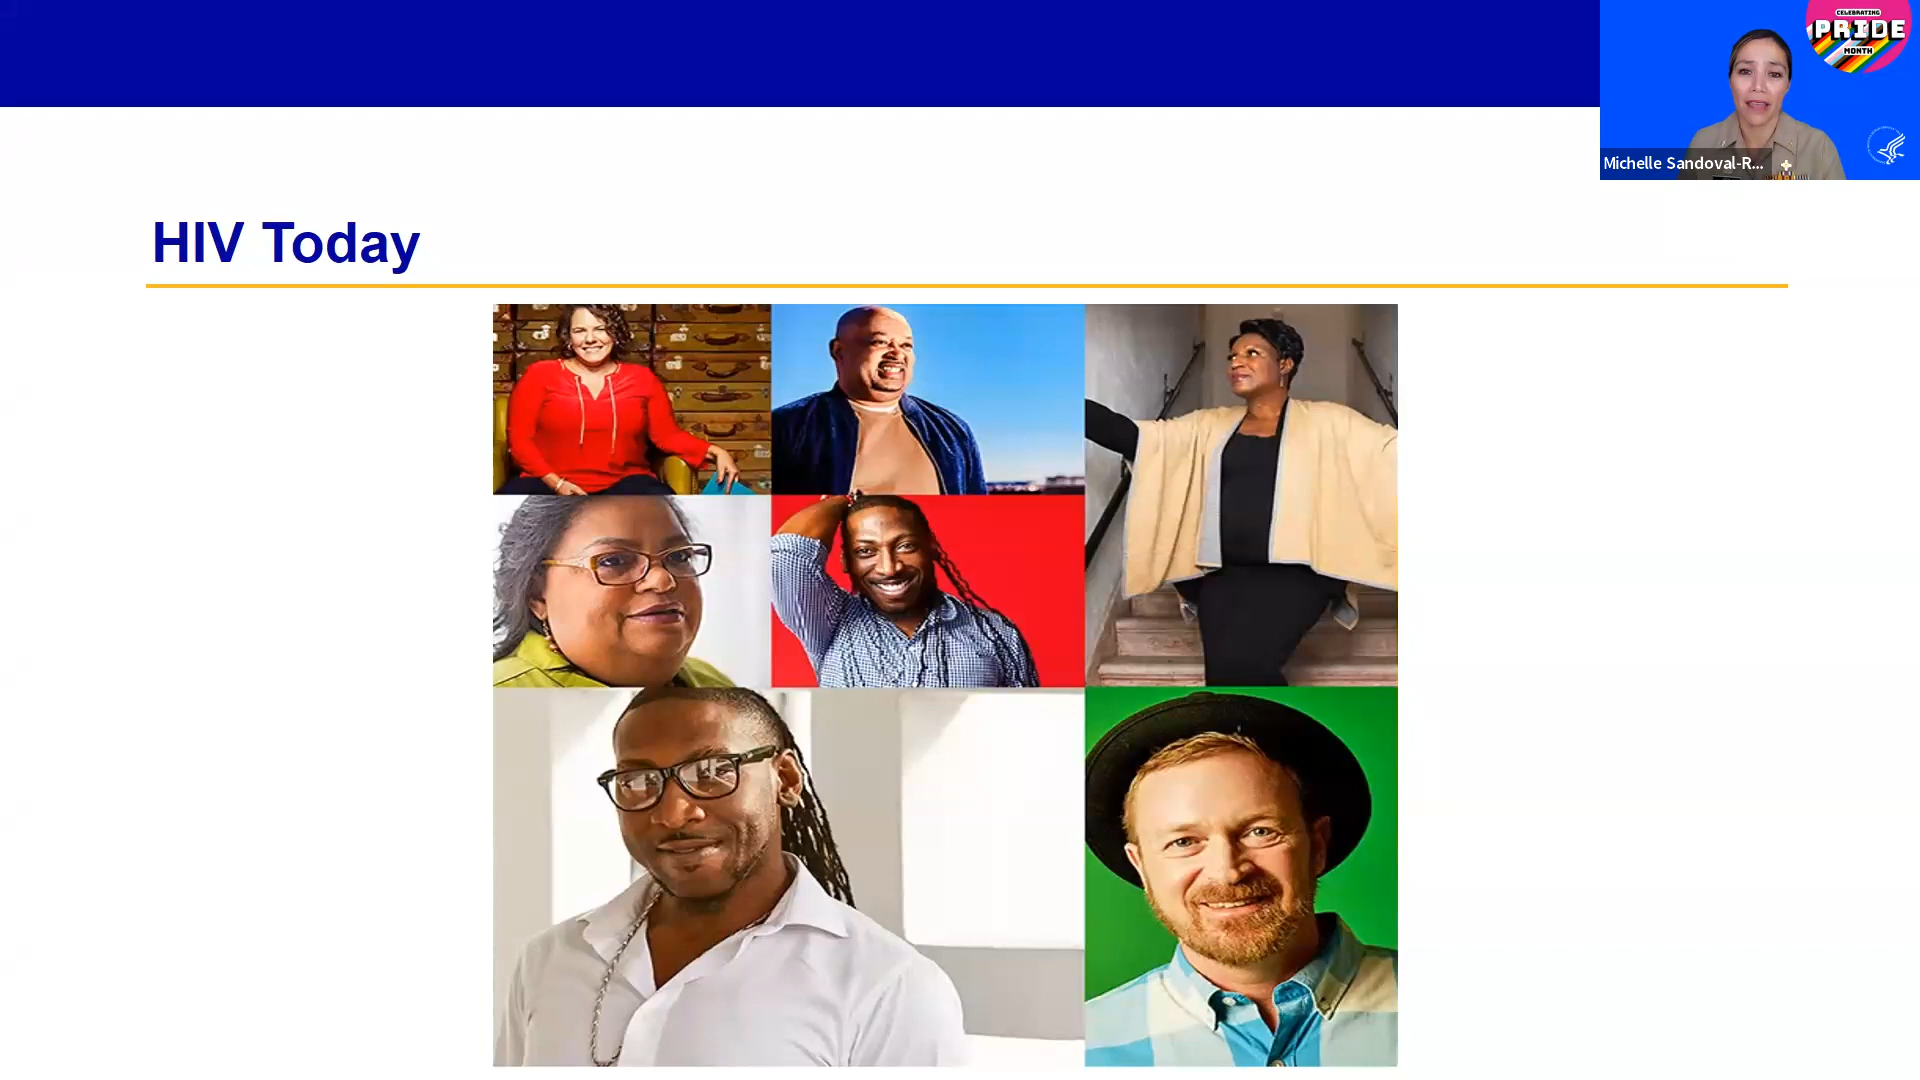 CELEBRATING
PRIDE
MONTH
Michelle Sandoval-R...
HIV Today